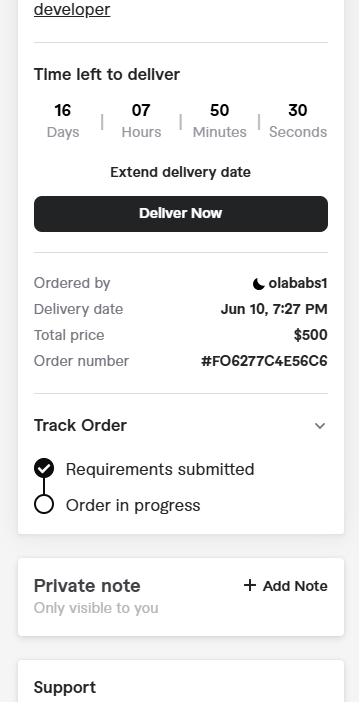 developer
Time left to deliver
16 | 07 | 50 | 30
Days Hours Minutes Seconds
Extend delivery date
Deliver Now
Ordered by olababs1
Delivery date Jun 10, 7:27 PM
Total price $500
Order number #FO6277C4E56C6
Track Order
Requirements submitted
Order in progress
Private note + Add Note
Only visible to you
Support